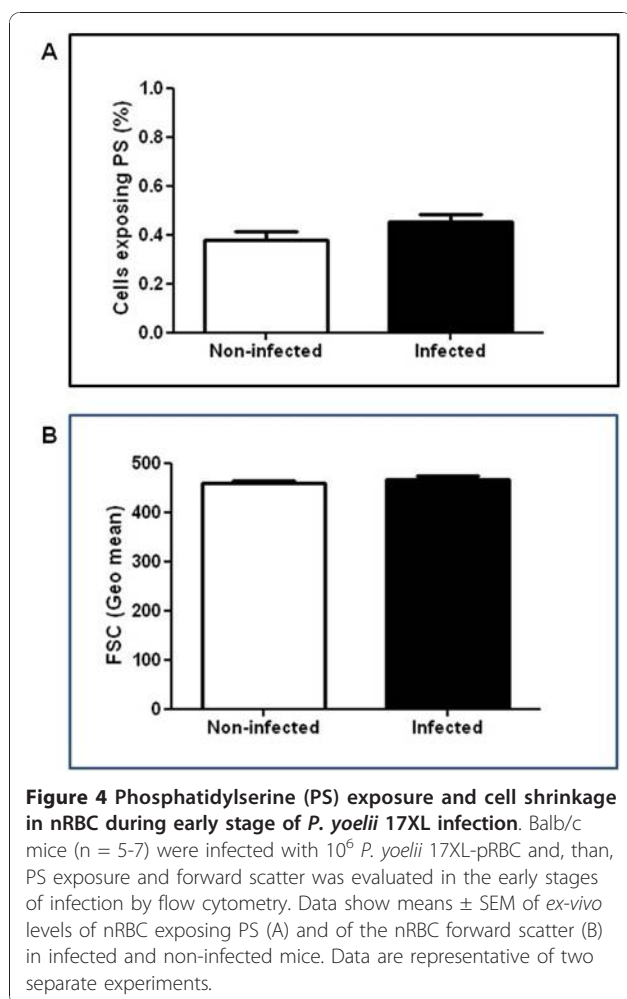 A
Cells exposing PS (%)
1.0
0.8
0.6
0.4
0.2
0.0
Non-infected Infected
B
FSC (Geo mean)
500
400
300
200
100
0
Non-infected Infected
Figure 4 Phosphatidylserine (PS) exposure and cell shrinkage
in nRBC during early stage of P. yoelii 17XL infection. Balb/c
mice (n = 5-7) were infected with 10⁶ P. yoelii 17XL-pRBC and, than,
PS exposure and forward scatter was evaluated in the early stages
of infection by flow cytometry. Data show means ± SEM of ex-vivo
levels of nRBC exposing PS (A) and of the nRBC forward scatter (B)
in infected and non-infected mice. Data are representative of two
separate experiments.